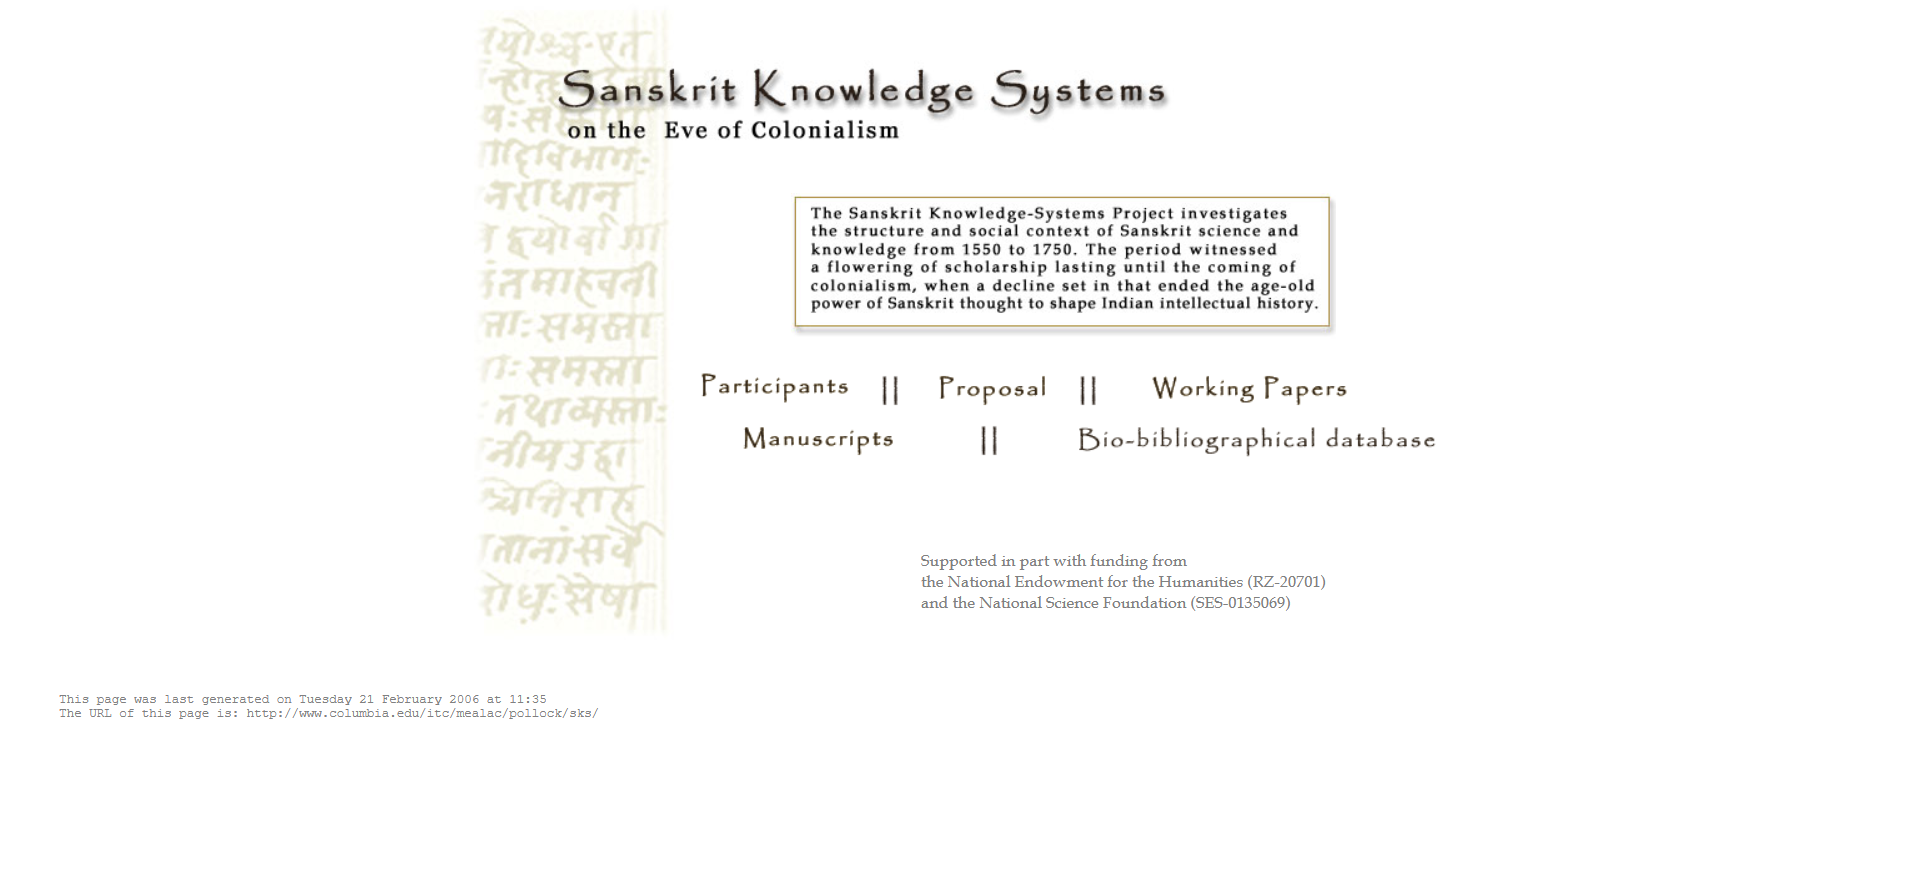 Sanskrit Knowledge Systems
on the Eve of Colonialism
The Sanskrit Knowledge-Systems Project investigates
the structure and social context of Sanskrit science and
knowledge from 1550 to 1750. The period witnessed
a flowering of scholarship lasting until the coming of
colonialism, when a decline set in that ended the age-old
power of Sanskrit thought to shape Indian intellectual history.
Participants || Proposal || Working Papers
Manuscripts || Bio-bibliographical database
नराधान
Supported in part with funding from
the National Endowment for the Humanities (RZ-20701)
and the National Science Foundation (SES-0135069)
This page was last generated on Tuesday 21 February 2006 at 11:35
The URL of this page is: http://www.columbia.edu/itc/mealac/pollock/sks/